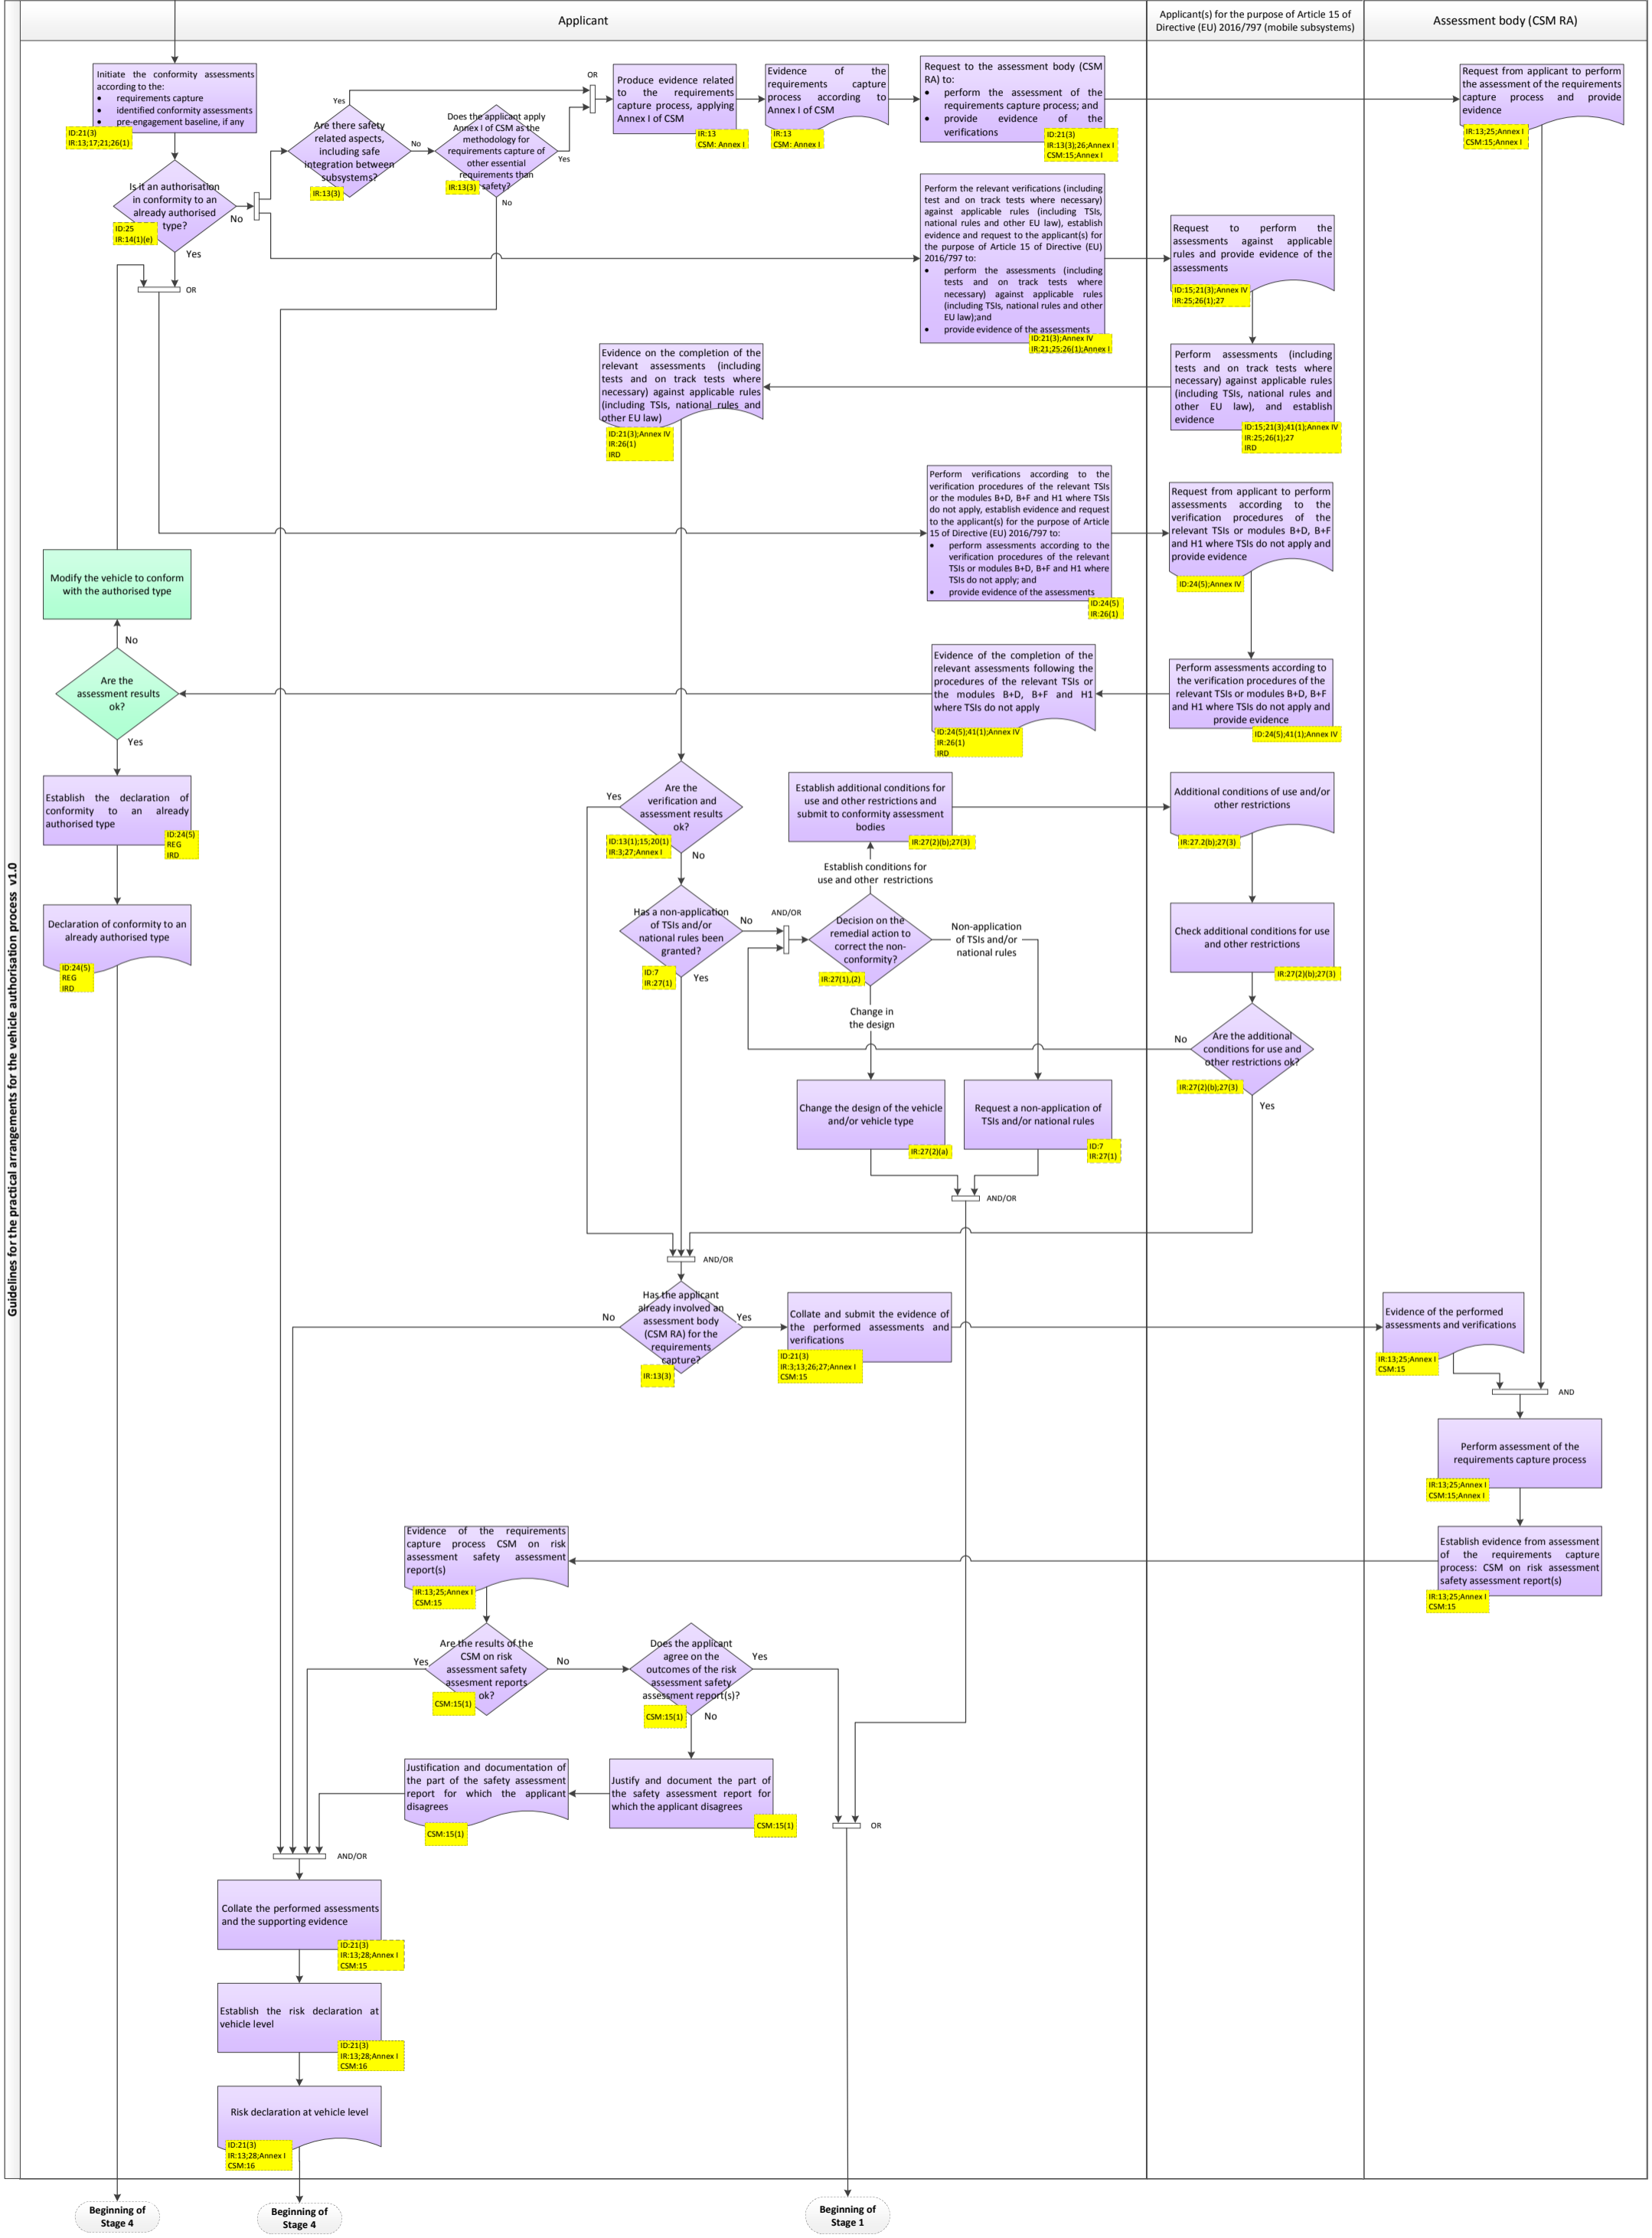 Guidelines for the practical arrangements for the vehicle authorisation process v1.0
Applicant
Applicant(s) for the purpose of Article 15 of
Directive (EU) 2016/797 (mobile subsystems)
Assessment body (CSM RA)
Initiate the conformity assessments
according to the:
• requirements capture
• identified conformity assessments
• pre-engagement baseline, if any
ID:21(3)
IR:13;17;21;26(1)
Is it an authorisation
in conformity to an
already authorised
type?
ID:25
IR:14(1)(e)
No
Yes
OR
Are there safety
related aspects,
including safe
integration between
subsystems?
IR:13(3)
Yes
No
Does the applicant apply
Annex I of CSM as the
methodology for
requirements capture of
other essential
requirements than
safety?
IR:13(3)
Yes
No
OR
Produce evidence related
to the requirements
capture process, applying
Annex I of CSM
IR:13
CSM: Annex I
Evidence of the
requirements capture
process according to
Annex I of CSM
IR:13
CSM: Annex I
Request to the assessment body (CSM
RA) to:
• perform the assessment of the
requirements capture process; and
• provide evidence of the
verifications
ID:21(3)
IR:13(3);26;Annex I
CSM:15;Annex I
Request from applicant to perform
the assessment of the requirements
capture process and provide
evidence
IR:13;25;Annex I
CSM:15;Annex I
Perform the relevant verifications (including
test and on track tests where necessary)
against applicable rules (including TSIs,
national rules and other EU law), establish
evidence and request to the applicant(s) for
the purpose of Article 15 of Directive (EU)
2016/797 to:
• perform the assessments (including
tests and on track tests where
necessary) against applicable rules
(including TSIs, national rules and other
EU law);and
• provide evidence of the assessments
ID:21(3);Annex IV
IR:21;25;26(1);Annex I
Request to perform the
assessments against applicable
rules and provide evidence of the
assessments
ID:15;21(3);Annex IV
IR:25;26(1);27
Evidence on the completion of the
relevant assessments (including
tests and on track tests where
necessary) against applicable rules
(including TSIs, national rules and
other EU law)
ID:21(3);Annex IV
IR:26(1)
IRD
Perform assessments (including
tests and on track tests where
necessary) against applicable rules
(including TSIs, national rules and
other EU law), and establish
evidence
ID:15;21(3);41(1);Annex IV
IR:25;26(1);27
IRD
Perform verifications according to the
verification procedures of the relevant TSIs
or the modules B+D, B+F and H1 where TSIs
do not apply, establish evidence and request
to the applicant(s) for the purpose of Article
15 of Directive (EU) 2016/797 to:
• perform assessments according to the
verification procedures of the relevant
TSIs or modules B+D, B+F and H1 where
TSIs do not apply; and
• provide evidence of the assessments
ID:24(5)
IR:26(1)
Request from applicant to perform
assessments according to the
verification procedures of the
relevant TSIs or modules B+D, B+F
and H1 where TSIs do not apply and
provide evidence
ID:24(5);Annex IV
Modify the vehicle to conform
with the authorised type
No
Are the
assessment results
ok?
Yes
Evidence of the completion of the
relevant assessments following the
procedures of the relevant TSIs or
the modules B+D, B+F and H1
where TSIs do not apply
ID:24(5);41(1);Annex IV
IR:26(1)
IRD
Perform assessments according to
the verification procedures of the
relevant TSIs or modules B+D, B+F
and H1 where TSIs do not apply and
provide evidence
ID:24(5);41(1);Annex IV
Establish the declaration of
conformity to an already
authorised type
ID:24(5)
REG
IRD
Declaration of conformity to an
already authorised type
ID:24(5)
REG
IRD
Yes
Are the
verification and
assessment results
ok?
ID:13(1);15;20(1)
IR:3;27;Annex I
No
Establish additional conditions for
use and other restrictions and
submit to conformity assessment
bodies
IR:27(2)(b);27(3)
Additional conditions of use and/or
other restrictions
IR:27.2(b);27(3)
Establish conditions for
use and other restrictions
Has a non-application
of TSIs and/or
national rules been
granted?
ID:7
IR:27(1)
No
Yes
AND/OR
Decision on the
remedial action to
correct the non-
conformity?
IR:27(1),(2)
Non-application
of TSIs and/or
national rules
Change in
the design
Check additional conditions for use
and other restrictions
IR:27(2)(b);27(3)
No
Are the additional
conditions for use and
other restrictions ok?
IR:27(2)(b);27(3)
Yes
Change the design of the vehicle
and/or vehicle type
IR:27(2)(a)
Request a non-application of
TSIs and/or national rules
ID:7
IR:27(1)
AND/OR
AND/OR
No
Has the applicant
already involved an
assessment body
(CSM RA) for the
requirements
capture?
IR:13(3)
Yes
Collate and submit the evidence of
the performed assessments and
verifications
ID:21(3)
IR:3;13;26;27;Annex I
CSM:15
Evidence of the performed
assessments and verifications
IR:13;25;Annex I
CSM:15
AND
Perform assessment of the
requirements capture process
IR:13;25;Annex I
CSM:15;Annex I
Evidence of the requirements
capture process CSM on risk
assessment safety assessment
report(s)
IR:13;25;Annex I
CSM:15
Establish evidence from assessment
of the requirements capture
process: CSM on risk assessment
safety assessment report(s)
IR:13;25;Annex I
CSM:15
Yes
Are the results of the
CSM on risk
assessment safety
assesment reports
ok?
CSM:15(1)
No
Does the applicant
agree on the
outcomes of the risk
assessment safety
assessment report(s)?
CSM:15(1)
Yes
No
Justification and documentation of
the part of the safety assessment
report for which the applicant
disagrees
CSM:15(1)
Justify and document the part of
the safety assessment report for
which the applicant disagrees
CSM:15(1)
OR
AND/OR
Collate the performed assessments
and the supporting evidence
ID:21(3)
IR:13;28;Annex I
CSM:15
Establish the risk declaration at
vehicle level
ID:21(3)
IR:13;28;Annex I
CSM:16
Risk declaration at vehicle level
ID:21(3)
IR:13;28;Annex I
CSM:16
Beginning of
Stage 4
Beginning of
Stage 4
Beginning of
Stage 1